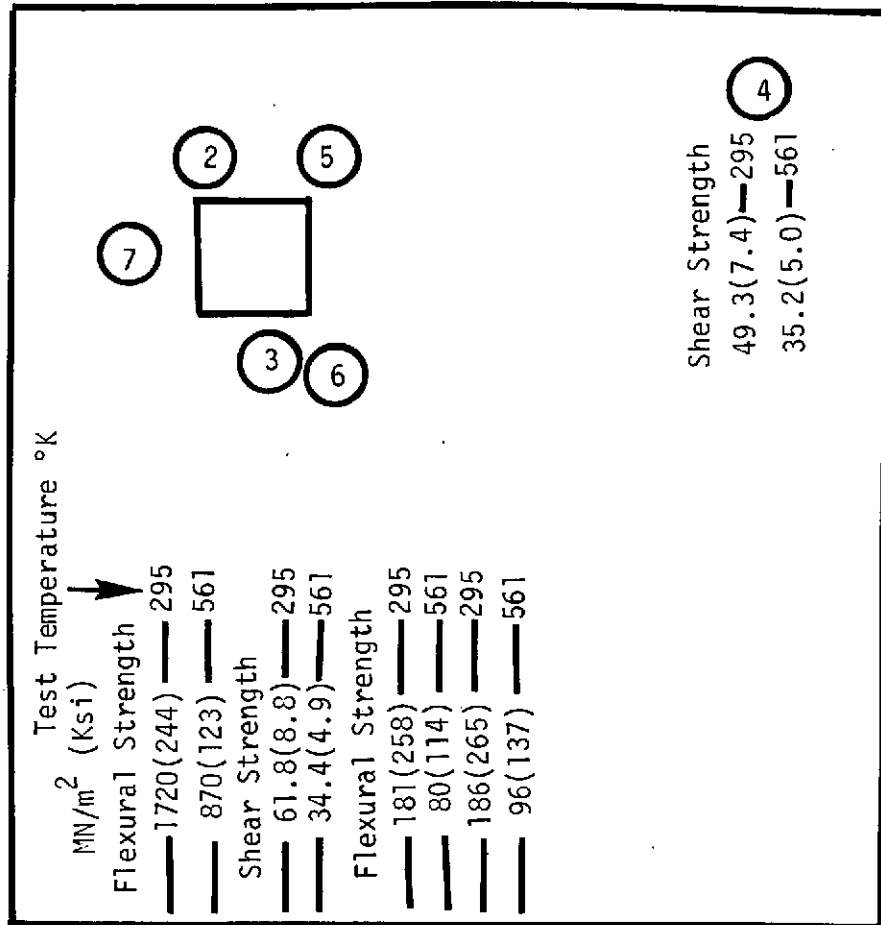 Test Temperature °K
MN/m² (Ksi)
Flexural Strength
1720(244) — 295
870(123) — 561
Shear Strength
61.8(8.8) — 295
34.4(4.9) — 561
Flexural Strength
181(258) — 295
80(114) — 561
186(265) — 295
96(137) — 561
7
2
5
3
6
Shear Strength
49.3(7.4) — 295
35.2(5.0) — 561
4